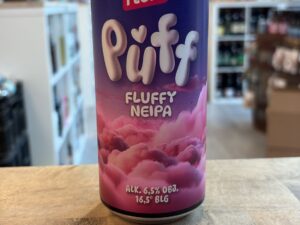 Puff
FLUFFY
NEIPA
ALK. 6,5% OBJ.
16,5° BLG